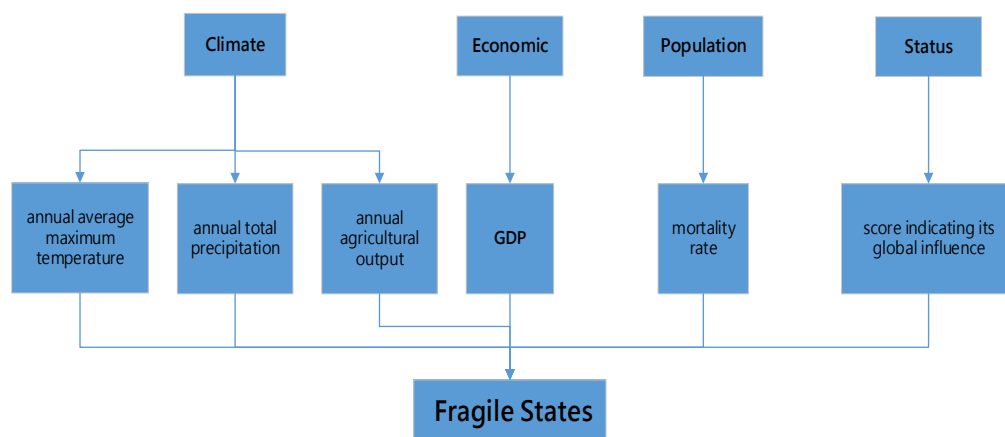 Climate
Economic
Population
Status
annual average
maximum
temperature
annual total
precipitation
annual
agricultural
output
GDP
mortality
rate
score indicating its
global influence
Fragile States